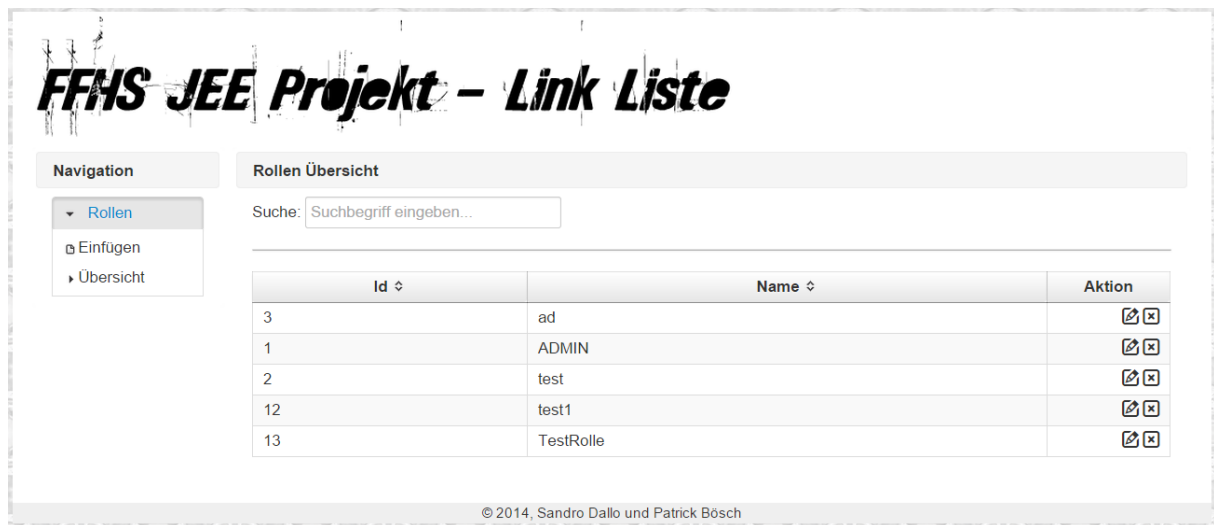 FFHS JEE Projekt - Link Liste
Navigation
Rollen
Einfügen
Übersicht
Rollen Übersicht
Suche: Suchbegriff eingeben...
Id Name Aktion
3 ad
1 ADMIN
2 test
12 test1
13 TestRolle
© 2014, Sandro Dallo und Patrick Bösch